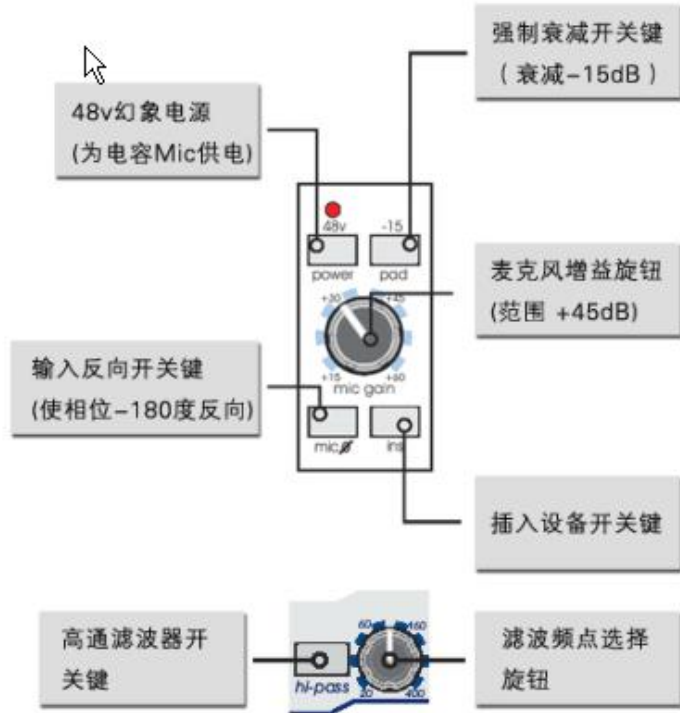 强制衰减开关键
（衰减-15dB）
48v幻象电源
(为电容Mic供电)
48v
-15
power
pad
麦克风增益旋钮
(范围 +45dB)
+30
+45
+15
+60
mic gain
输入反向开关键
(使相位-180度反向)
mic ø
ins
插入设备开关键
高通滤波器开
关键
60
160
hi-pass
20
400
滤波频点选择
旋钮